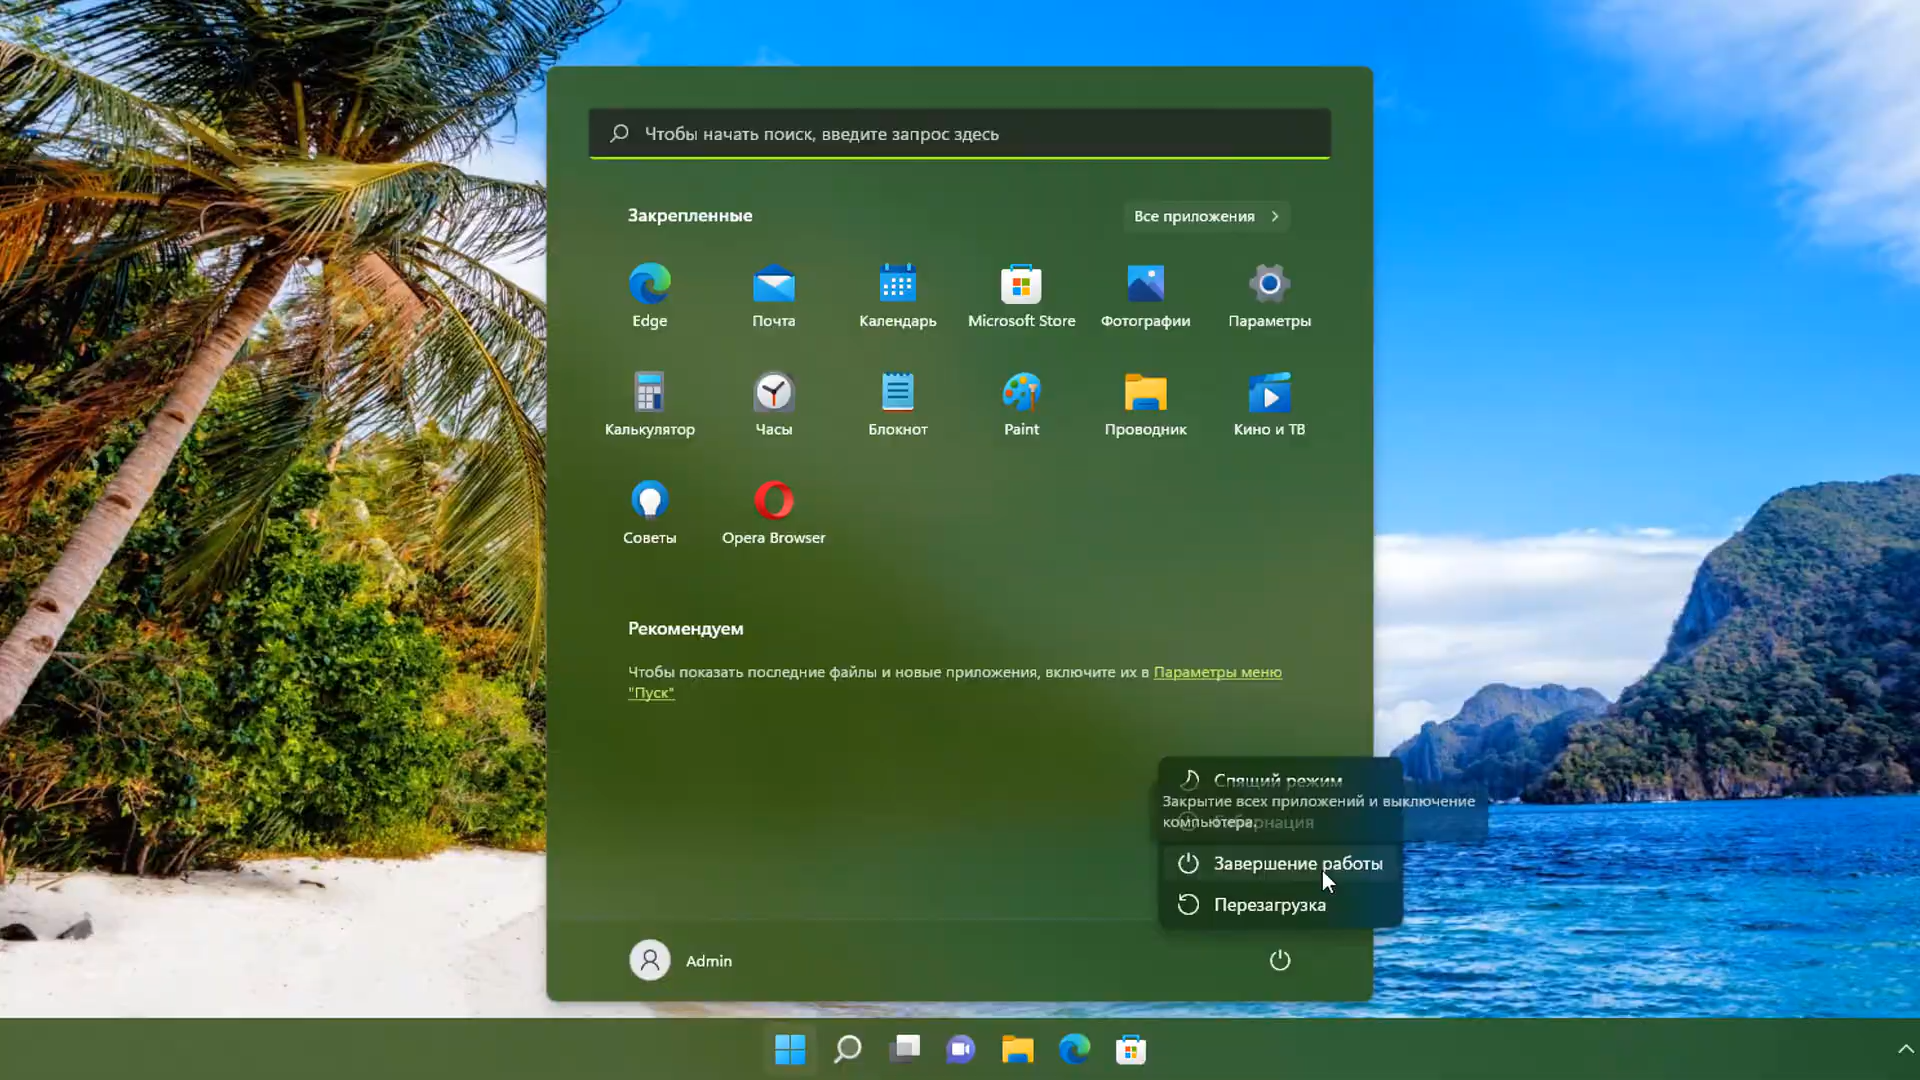 Чтобы начать поиск, введите запрос здесь
Закрепленные
Все приложения
Edge
Почта
Календарь
Microsoft Store
Фотографии
Параметры
Калькулятор
Часы
Блокнот
Paint
Проводник
Кино и ТВ
Советы
Opera Browser
Рекомендуем
Чтобы показать последние файлы и новые приложения, включите их в Параметры меню
"Пуск"
Спящий режим
Закрытие всех приложений и выключение
компьютера.
Гибернация
Завершение работы
Перезагрузка
Admin